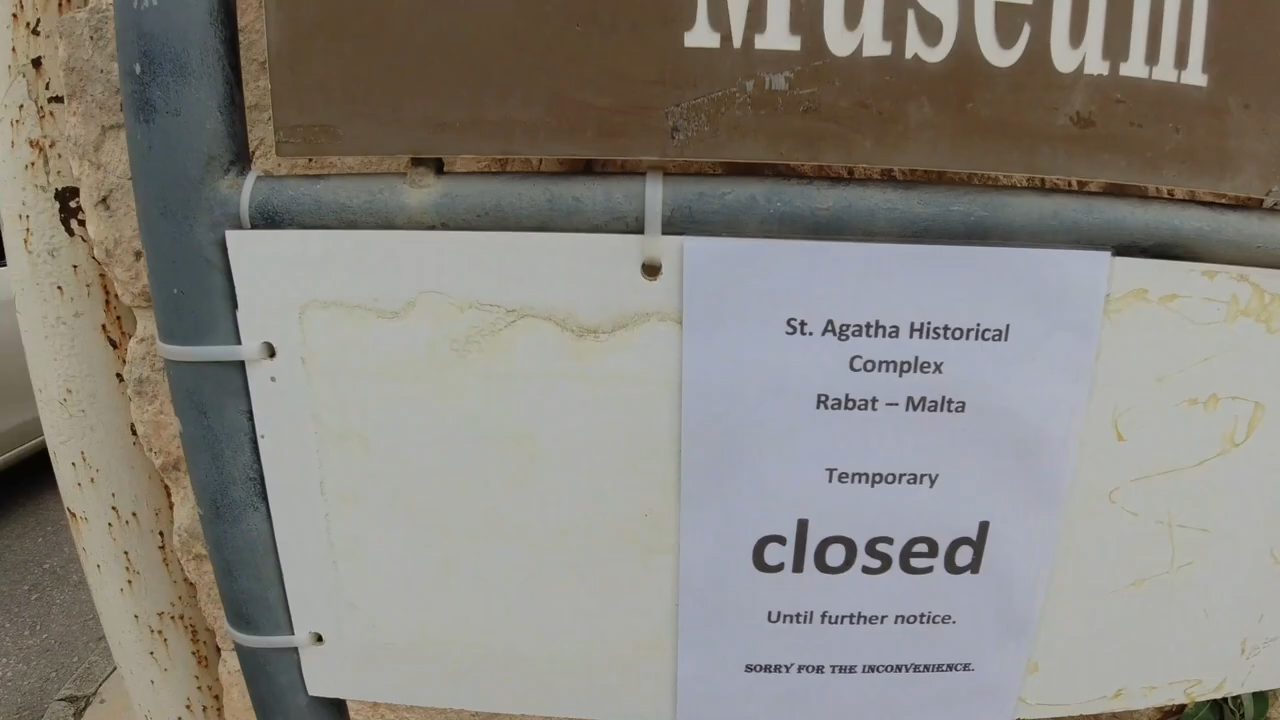 Museum
St. Agatha Historical
Complex
Rabat – Malta
Temporary
closed
Until further notice.
SORRY FOR THE INCONVENIENCE.